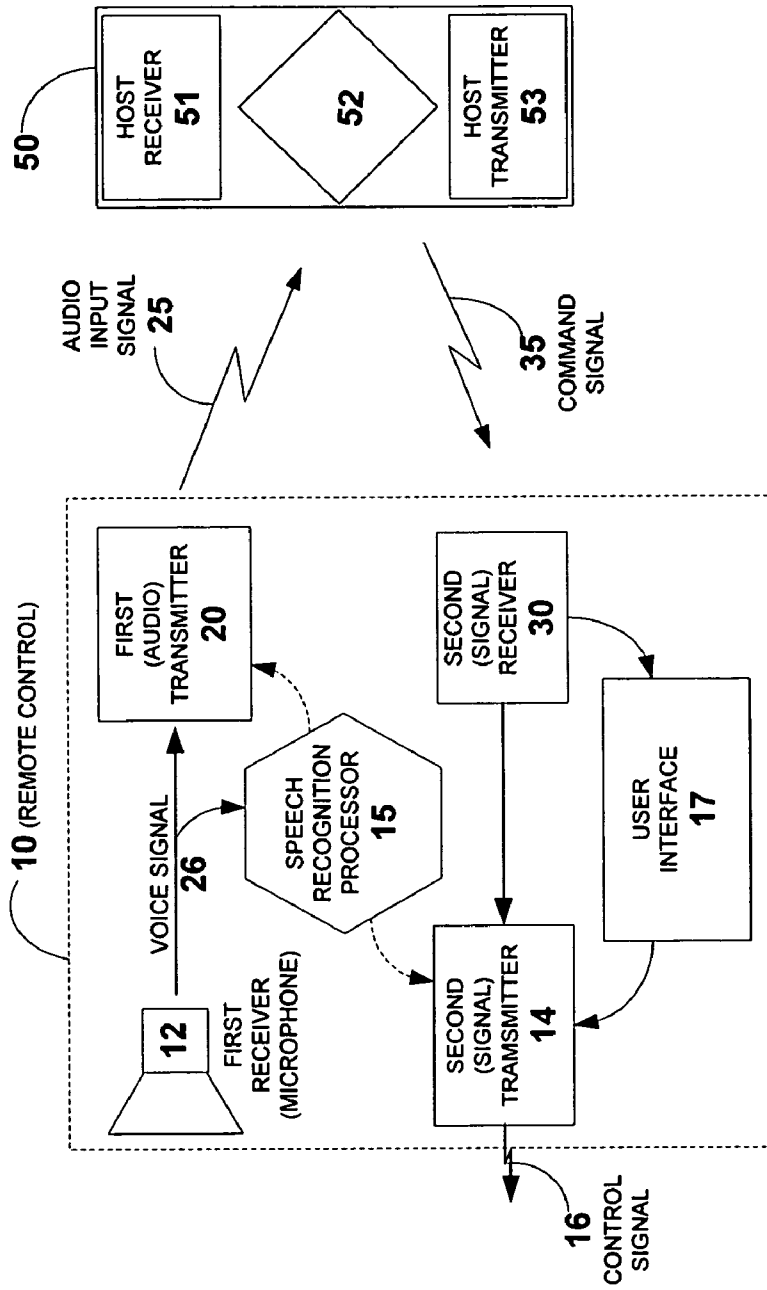 10 (REMOTE CONTROL)
12
FIRST
RECEIVER
(MICROPHONE)
VOICE SIGNAL
26
FIRST
(AUDIO)
TRANSMITTER
20
SPEECH
RECOGNITION
PROCESSOR
15
SECOND
(SIGNAL)
TRAMSMITTER
14
SECOND
(SIGNAL)
RECEIVER
30
USER
INTERFACE
17
16
CONTROL
SIGNAL
AUDIO
INPUT
SIGNAL
25
35
COMMAND
SIGNAL
50
HOST
RECEIVER
51
52
HOST
TRANSMITTER
53